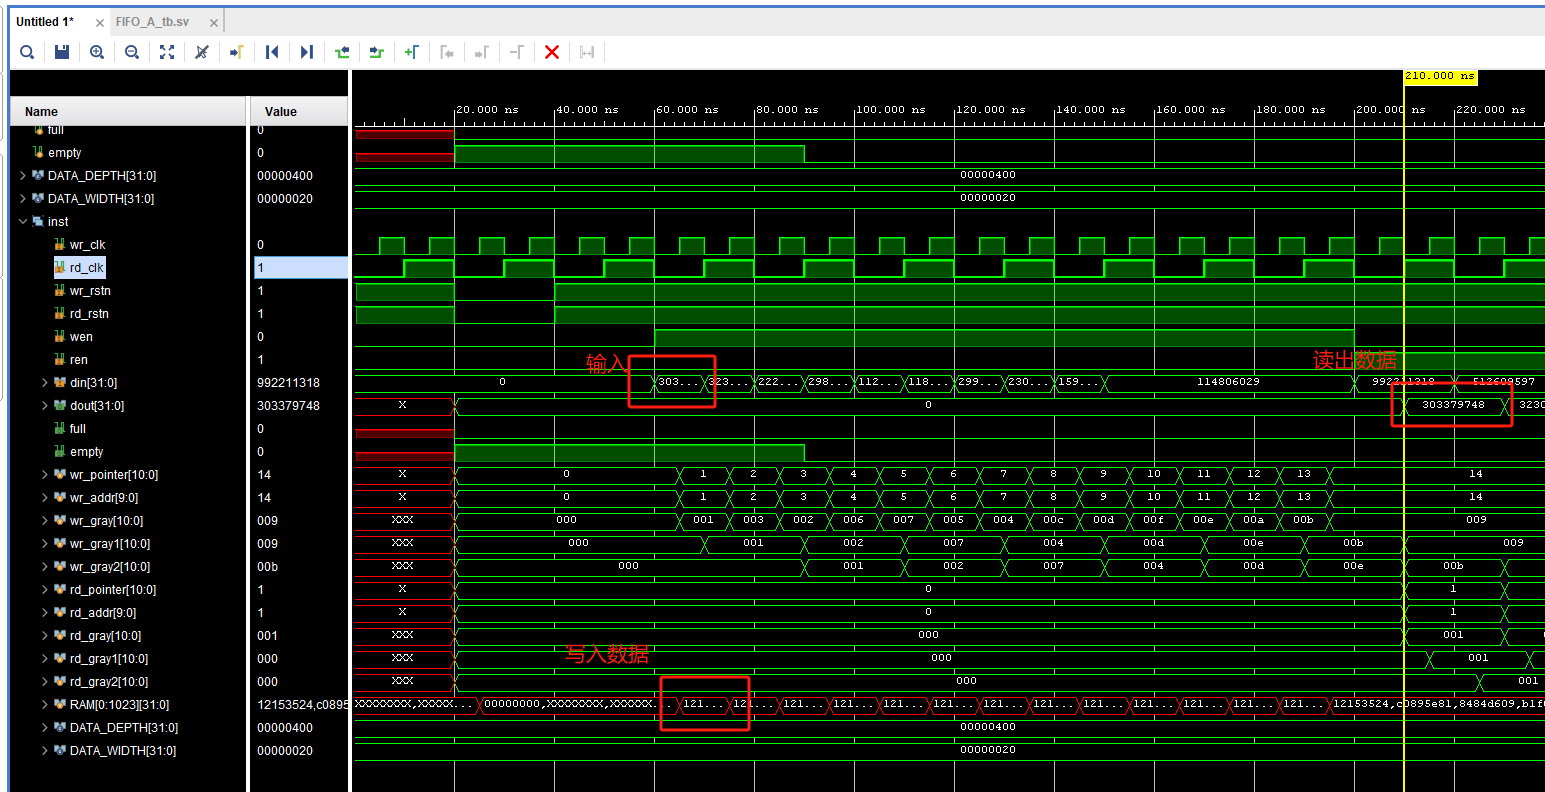 Untitled 1*
FIFO_A_tb.sv
210.000 ns
Name Value
20.000 ns 40.000 ns 60.000 ns 80.000 ns 100.000 ns 120.000 ns 140.000 ns 160.000 ns 180.000 ns 200.000 ns 220.000 ns
full 0
empty 0
DATA_DEPTH[31:0] 00000400 00000400
DATA_WIDTH[31:0] 00000020 00000020
inst
wr_clk 0
rd_clk 1
wr_rstn 1
rd_rstn 1
wen 0
ren 1
输入
读出数据
din[31:0] 992211318 0 303... 323... 222... 298... 112... 118... 299... 230... 159... 114806029 992211318 512609597
dout[31:0] 303379748 X 0 303379748 3230
full 0
empty 0
wr_pointer[10:0] 14 X 0 1 2 3 4 5 6 7 8 9 10 11 12 13 14
wr_addr[9:0] 14 X 0 1 2 3 4 5 6 7 8 9 10 11 12 13 14
wr_gray[10:0] 009 XXX 000 001 003 002 006 007 005 004 00c 00d 00f 00e 00a 00b 009
wr_gray1[10:0] 009 XXX 000 001 002 007 004 00d 00e 00b 009
wr_gray2[10:0] 00b XXX 000 001 002 007 004 00d 00e 00b
rd_pointer[10:0] 1 X 0 1
rd_addr[9:0] 1 X 0 1
rd_gray[10:0] 001 XXX 000 001
写入数据
rd_gray1[10:0] 000 XXX 000 001
rd_gray2[10:0] 000 XXX 000 001
RAM[0:1023][31:0] 12153524,c0895 XXXXXXXX,XXXXX... 00000000,XXXXXXXX,XXXXXX... 121... 121... 121... 121... 121... 121... 121... 121... 121... 121... 121... 121... 121... 12153524,c0895e81,8484d609,b1f
DATA_DEPTH[31:0] 00000400 00000400
DATA_WIDTH[31:0] 00000020 00000020